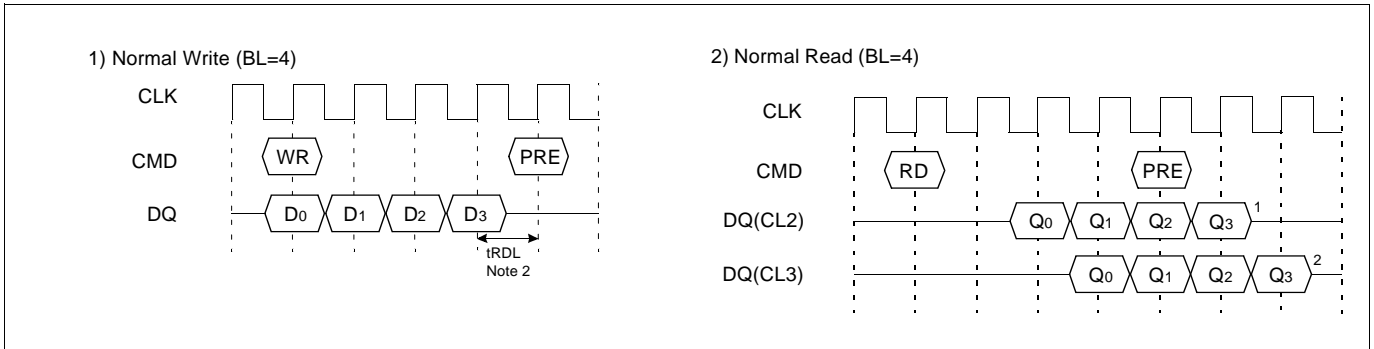 1) Normal Write (BL=4)
CLK
CMD WR PRE
DQ D0 D1 D2 D3
tRDL
Note 2
2) Normal Read (BL=4)
CLK
CMD RD PRE
DQ(CL2) Q0 Q1 Q2 Q3 1
DQ(CL3) Q0 Q1 Q2 Q3 2